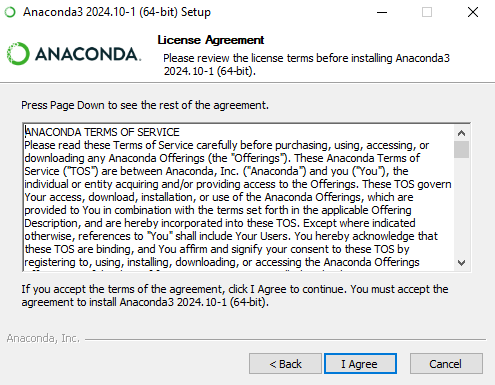 Anaconda3 2024.10-1 (64-bit) Setup
ANACONDA.
License Agreement
Please review the license terms before installing Anaconda3
2024.10-1 (64-bit).
Press Page Down to see the rest of the agreement.
ANACONDA TERMS OF SERVICE
Please read these Terms of Service carefully before purchasing, using, accessing, or
downloading any Anaconda Offerings (the "Offerings"). These Anaconda Terms of
Service ("TOS") are between Anaconda, Inc. ("Anaconda") and you ("You"), the
individual or entity acquiring and/or providing access to the Offerings. These TOS govern
Your access, download, installation, or use of the Anaconda Offerings, which are
provided to You in combination with the terms set forth in the applicable Offering
Description, and are hereby incorporated into these TOS. Except where indicated
otherwise, references to "You" shall include Your Users. You hereby acknowledge that
these TOS are binding, and You affirm and signify your consent to these TOS by
registering to, using, installing, downloading, or accessing the Anaconda Offerings
If you accept the terms of the agreement, click I Agree to continue. You must accept the
agreement to install Anaconda3 2024.10-1 (64-bit).
Anaconda, Inc.
< Back
I Agree
Cancel